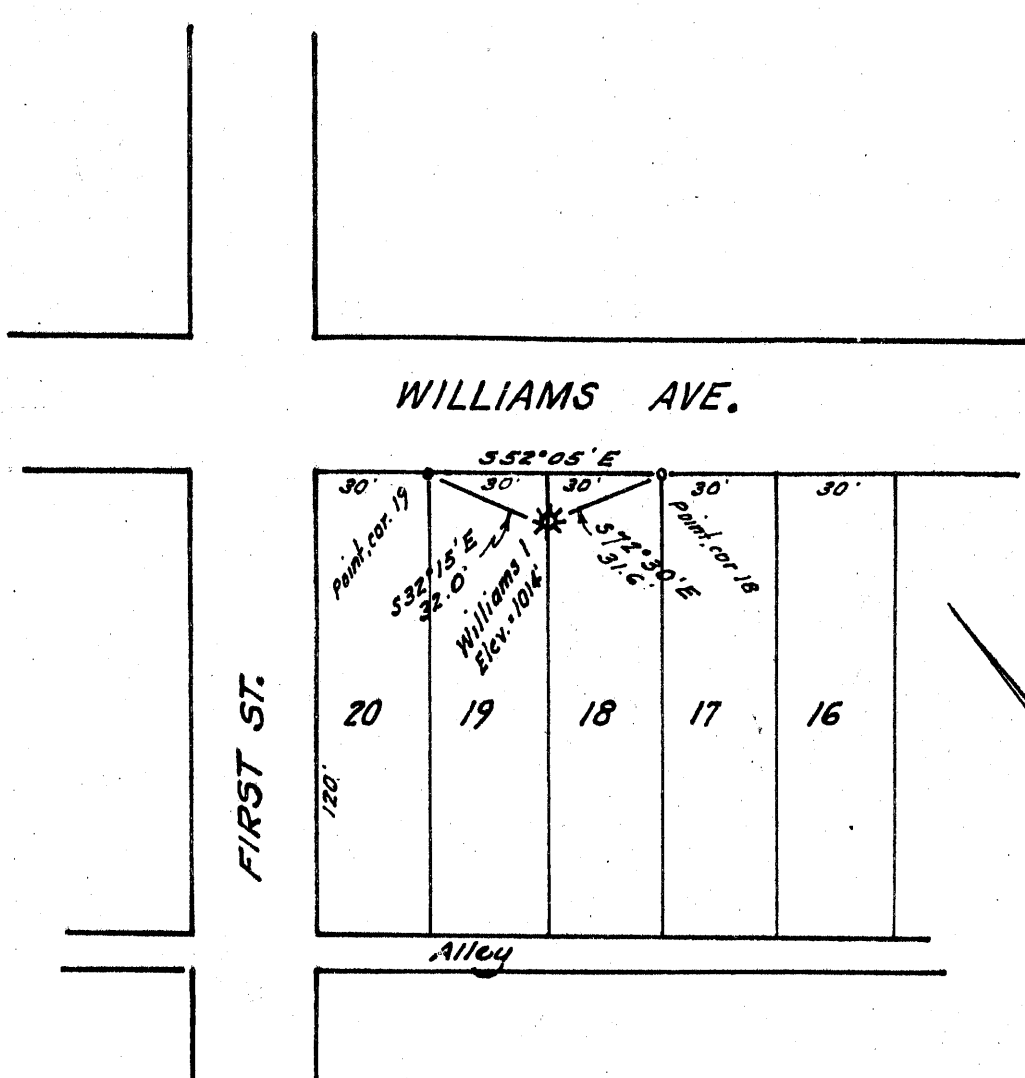 WILLIAMS AVE.
S52°05'E
30' 30' 30' 30' 30'
Point, cor. 19
S32°15'E
32.0'
Williams 1
Elev. = 1014'
S72°30'E
31.6'
Point, cor 18
20 19 18 17 16
120'
FIRST ST.
Alley